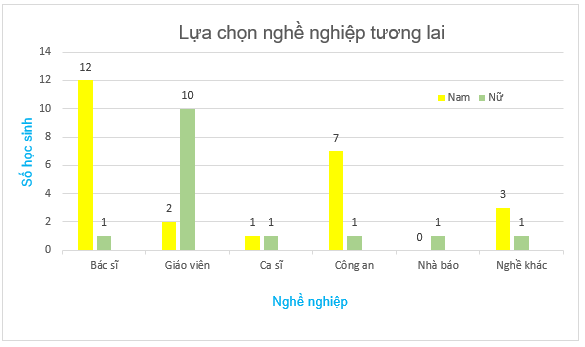 Lựa chọn nghề nghiệp tương lai
Số học sinh
14
12
10
8
6
4
2
0
Nam
Nữ
12
1
2
10
1
1
7
1
0
1
3
1
Bác sĩ
Giáo viên
Ca sĩ
Công an
Nhà báo
Nghề khác
Nghề nghiệp